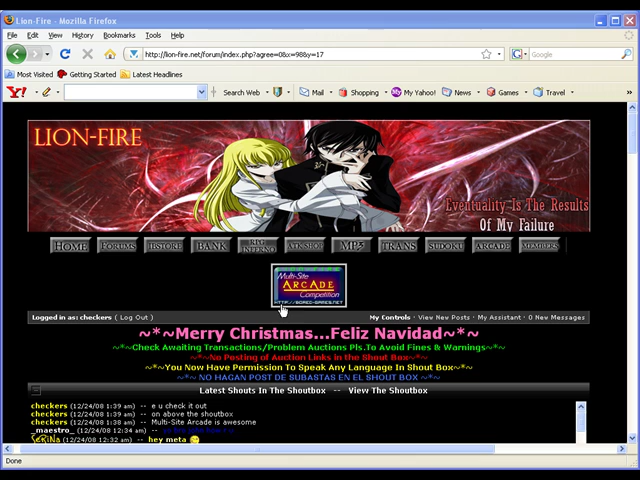 Lion-Fire - Mozilla Firefox
File Edit View History Bookmarks Tools Help
http://lion-fire.net/forum/index.php?agree=0&x=98&y=17
Google
Most Visited Getting Started Latest Headlines
Y! Search Web Mail Shopping My Yahoo! News Games Travel
LION-FIRE
Eventuality Is The Results
Of My Failure
HOME FORUMS IBSTORE BANK RPG INFERNO MP3 TRANS SUDOKU ARCADE MEMBERS
Multi-Site
ARCADE
Competition
HTTP://BORED-GAMES.NET
Logged in as: checkers ( Log Out ) My Controls · View New Posts · My Assistant · 0 New Messages
~*~Merry Christmas...Feliz Navidad~*~
~*~Check Awaiting Transactions/Problem Auctions Pls.To Avoid Fines & Warnings~*~
~*~No Posting of Auction Links in the Shout Box~*~
~*~You Now Have Permission To Speak Any Language In Shout Box~*~
~*~ NO HAGAN POST DE SUBASTAS EN EL SHOUT BOX ~*~
Latest Shouts In The Shoutbox -- View The Shoutbox
checkers (12/24/08 1:39 am) -- e u check it out
checkers (12/24/08 1:39 am) -- on above the shoutbox
checkers (12/24/08 1:38 am) -- Multi-Site Arcade is awesome
_maestro_ (12/24/08 12:34 am) --
(12/24/08 12:32 am) -- hey meta
Done